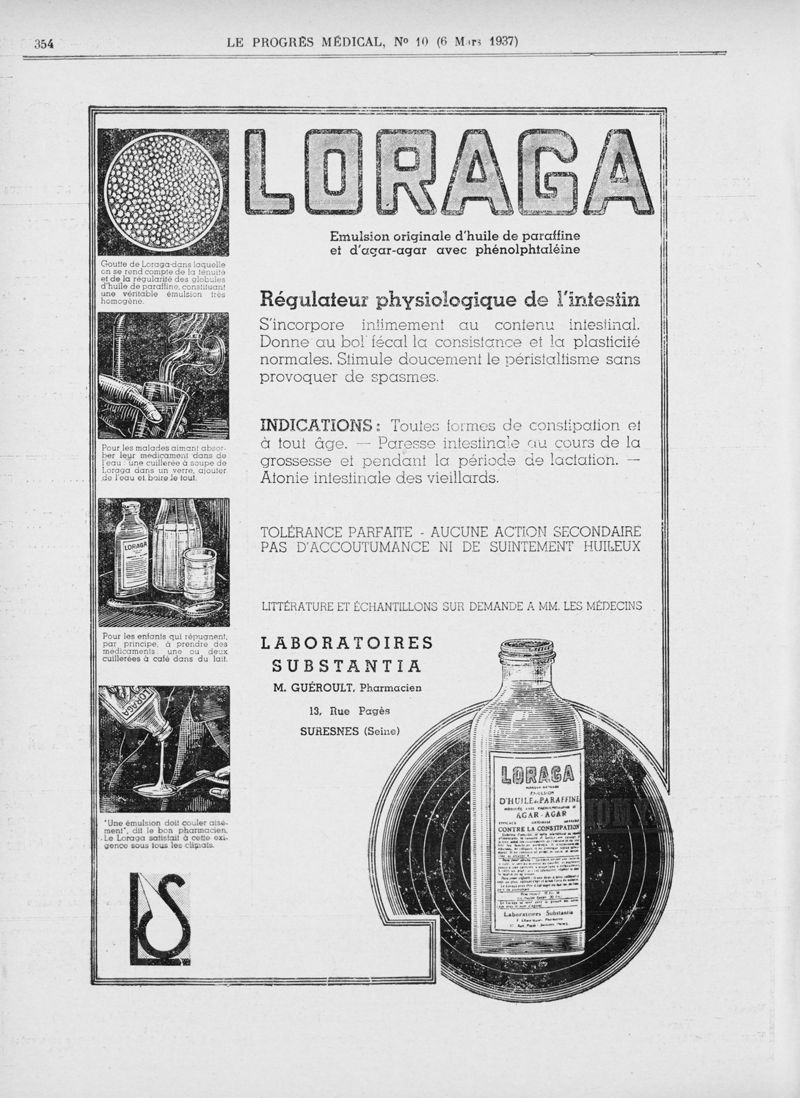 354
LE PROGRÈS MÉDICAL, Nº 10 (6 Mars 1937)
LORAGA
Emulsion originale d'huile de paraffine
et d'agar-agar avec phénolphtaléine
Goutte de Loraga dans laquelle
on se rend compte de la ténuité
et de la régularité des globules
d'huile de paraffine, constituant
une véritable émulsion très
homogène.
Régulateur physiologique de l'intestin
S'incorpore intimement au contenu intestinal.
Donne au bol fécal la consistance et la plasticité
normales. Stimule doucement le péristaltisme sans
provoquer de spasmes.
INDICATIONS : Toutes formes de constipation et
à tout âge. — Paresse intestinale au cours de la
grossesse et pendant la période de lactation. —
Atonie intestinale des vieillards.
Pour les malades aimant absor-
ber leur médicament dans de
l'eau : une cuillerée à soupe de
Loraga dans un verre, ajouter
de l'eau et boire le tout.
TOLÉRANCE PARFAITE - AUCUNE ACTION SECONDAIRE
PAS D'ACCOUTUMANCE NI DE SUINTEMENT HUILEUX
LORAGA
Pour les enfants qui répugnent,
par principe, à prendre des
médicaments : une ou deux
cuillerées à café dans du lait.
LITTÉRATURE ET ÉCHANTILLONS SUR DEMANDE A MM. LES MÉDECINS
LABORATOIRES
SUBSTANTIA
M. GUÉROULT, Pharmacien
13, Rue Pagès
SURESNES (Seine)
LORAGA
"Une émulsion doit couler aisé-
ment", dit le bon pharmacien.
Le Loraga satisfait à cette exi-
gence sous tous les climats.
LS
LORAGA
EMULSION
D'HUILE de PARAFFINE
AGAR-AGAR
CONTRE LA CONSTIPATION
Laboratoires Substantia